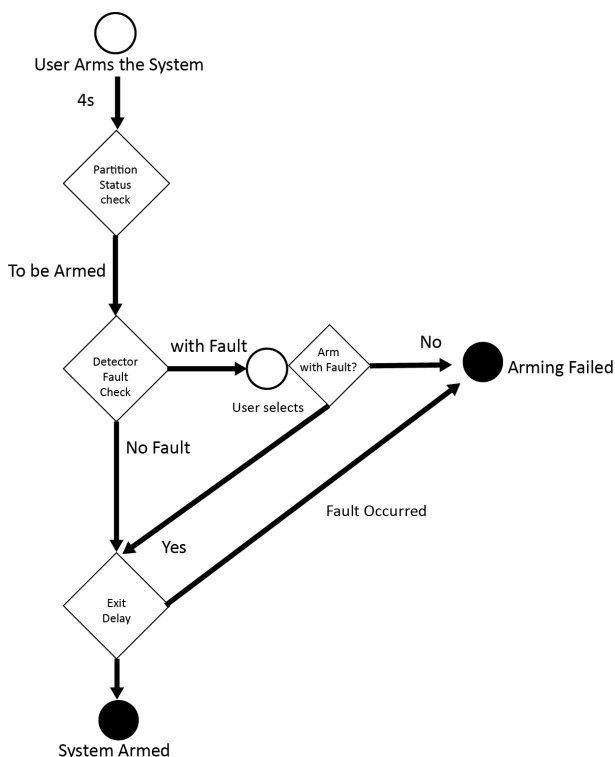 User Arms the System
4s
Partition
Status
check
To be Armed
Detector
Fault
Check
with Fault
User selects
Arm
with Fault?
No
Arming Failed
No Fault
Yes
Fault Occurred
Exit
Delay
System Armed